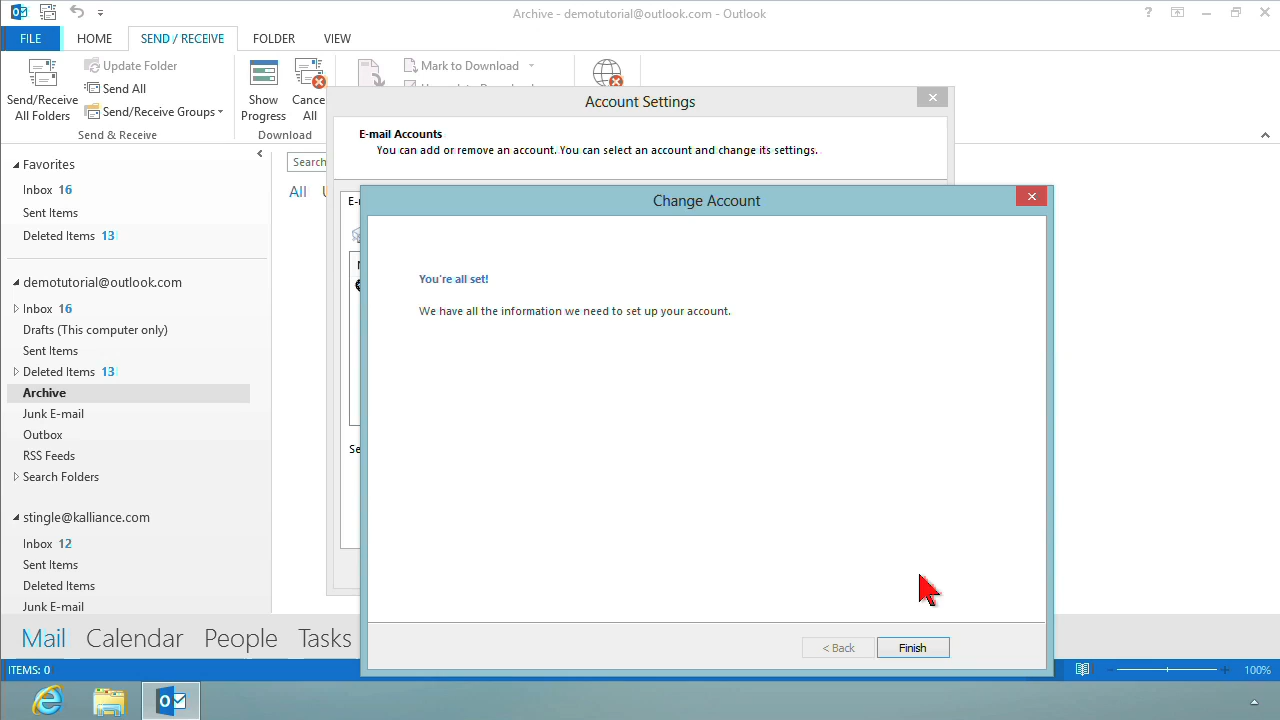 Archive - demotutorial@outlook.com - Outlook
?
FILE
HOME
SEND / RECEIVE
FOLDER
VIEW
Send/Receive
All Folders
Update Folder
Send All
Send/Receive Groups
Send & Receive
Show
Progress
Cance
All
Download
Mark to Download
Account Settings
E-mail Accounts
You can add or remove an account. You can select an account and change its settings.
Favorites
Inbox 16
Sent Items
Deleted Items 13
demotutorial@outlook.com
Inbox 16
Drafts (This computer only)
Sent Items
Deleted Items 13
Archive
Junk E-mail
Outbox
RSS Feeds
Search Folders
stingle@kalliance.com
Inbox 12
Sent Items
Deleted Items
Junk E-mail
Search
All
E-
Se
Change Account
You're all set!
We have all the information we need to set up your account.
< Back
Finish
Mail
Calendar
People
Tasks
ITEMS: 0
100%